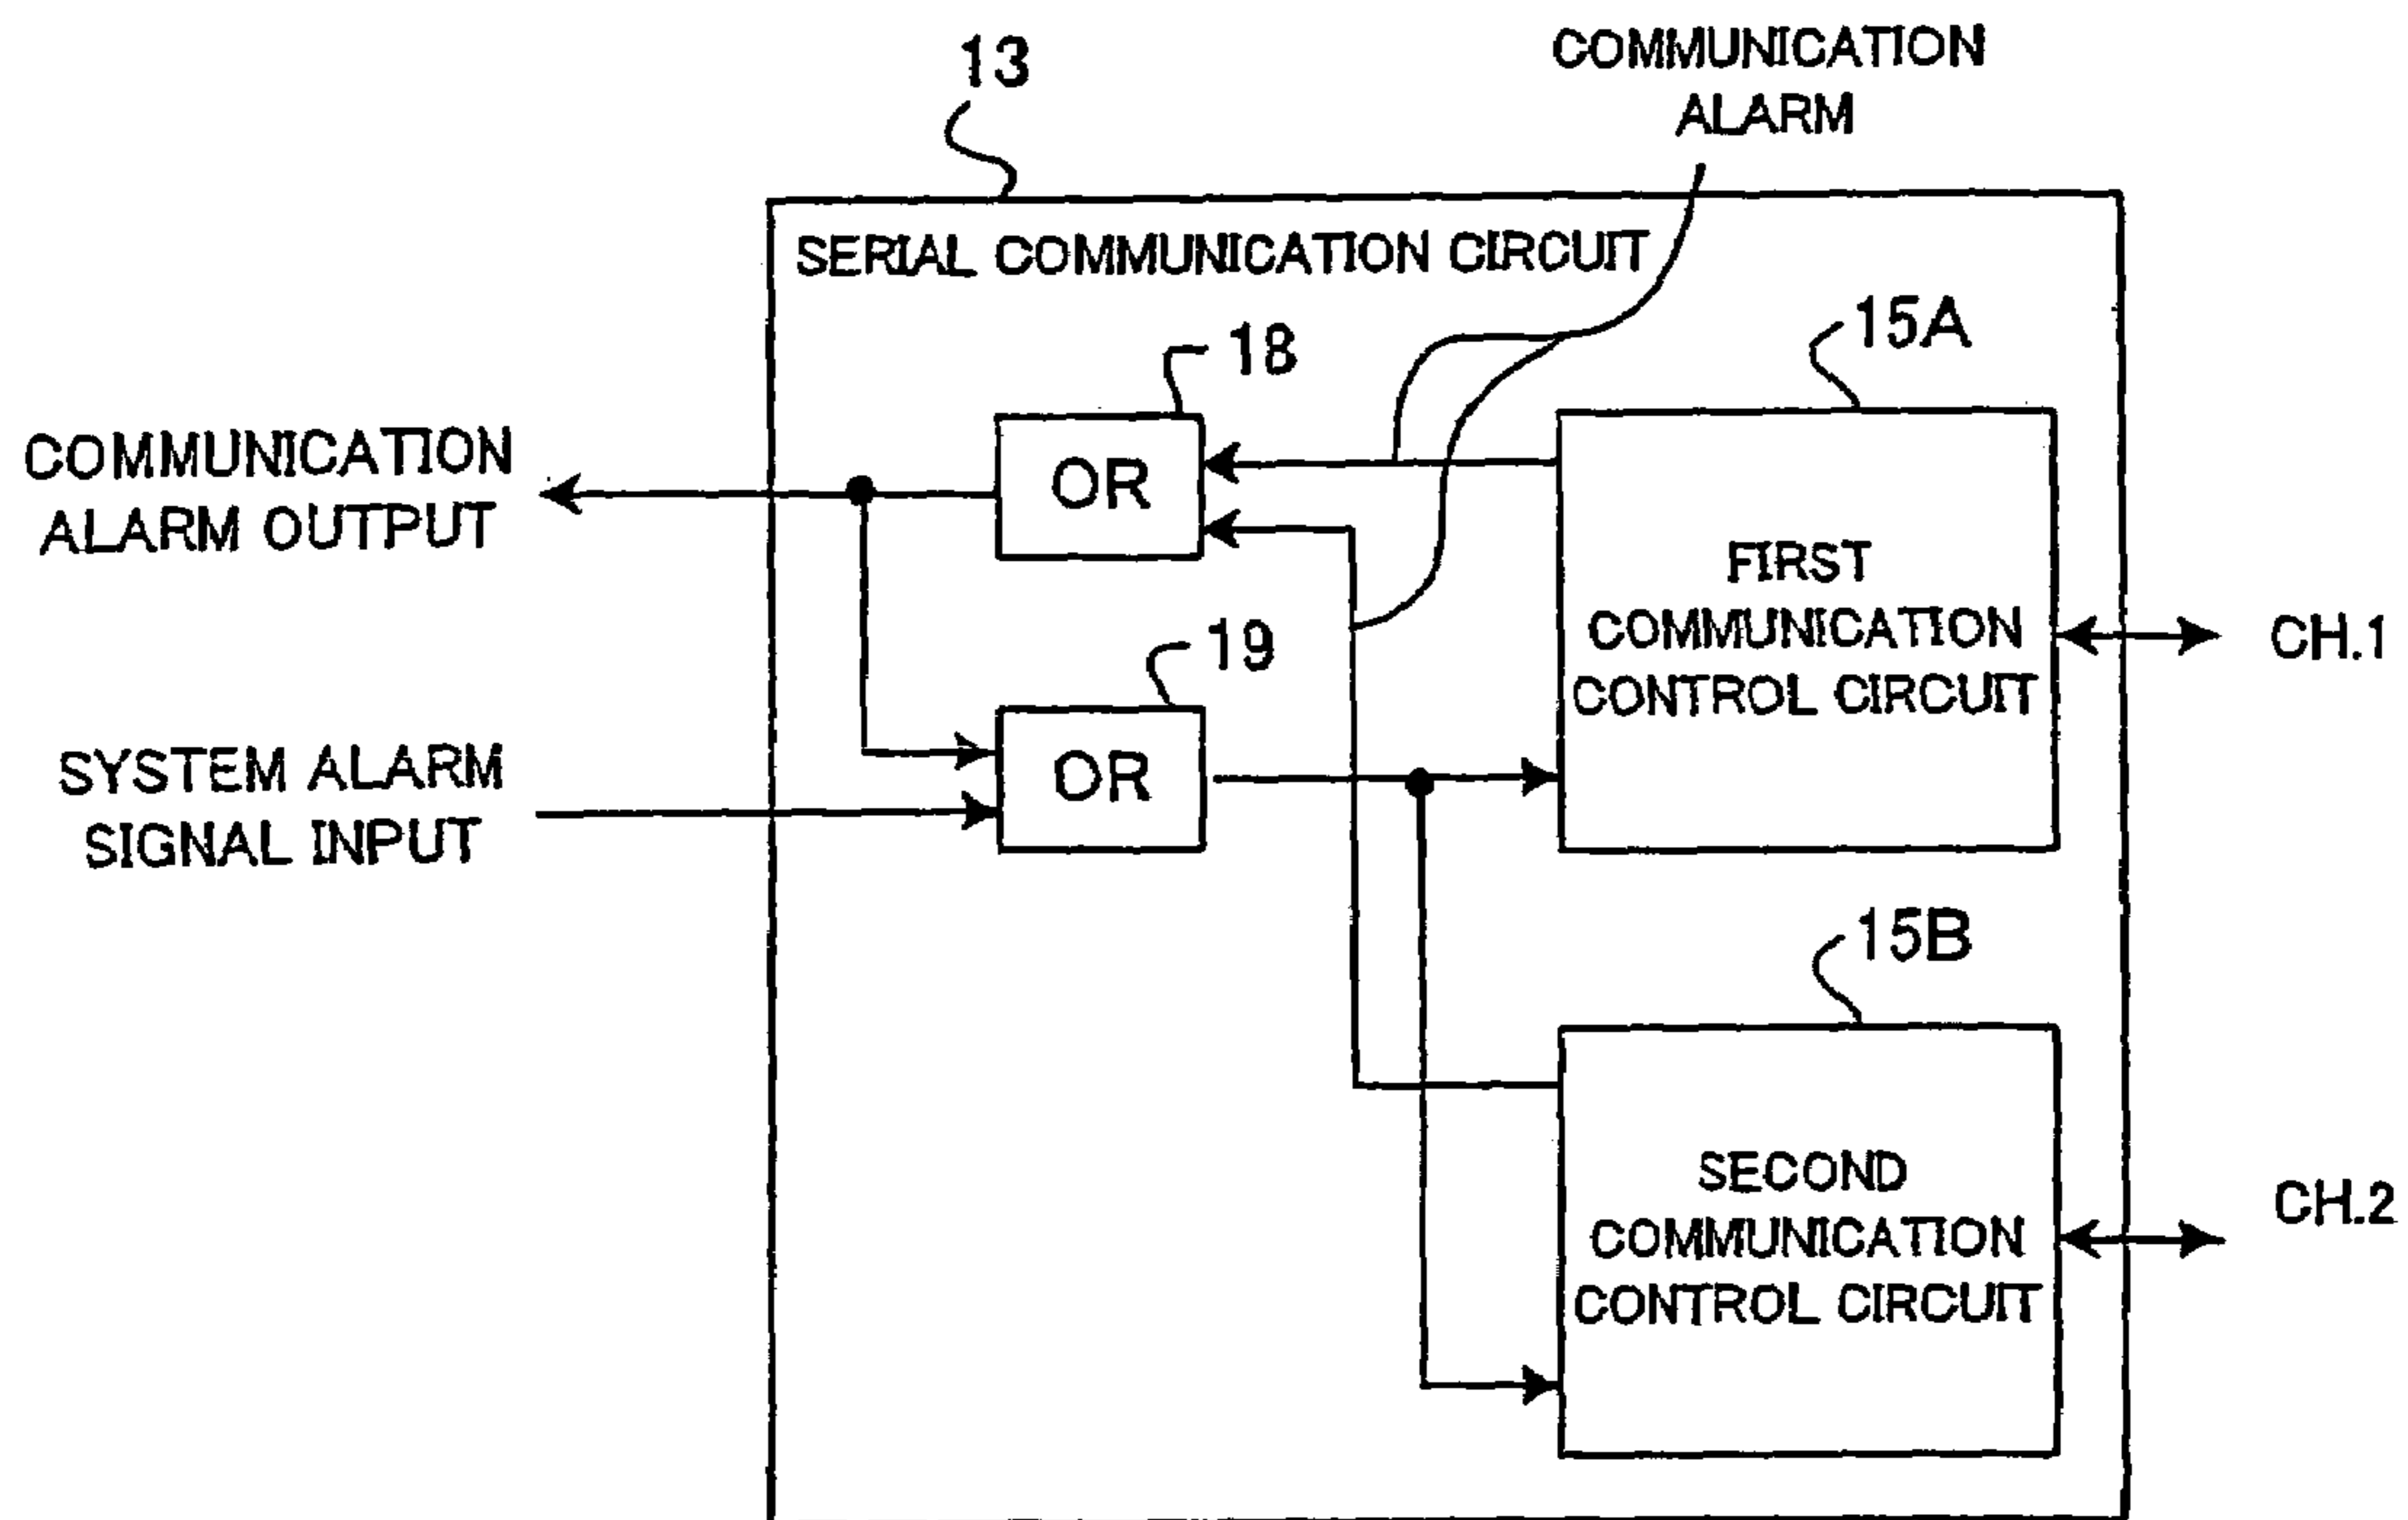 13
COMMUNICATION
ALARM
SERIAL COMMUNICATION CIRCUIT
18
15A
COMMUNICATION
ALARM OUTPUT
OR
FIRST
COMMUNICATION
CONTROL CIRCUIT
CH.1
19
SYSTEM ALARM
SIGNAL INPUT
OR
15B
SECOND
COMMUNICATION
CONTROL CIRCUIT
CH.2